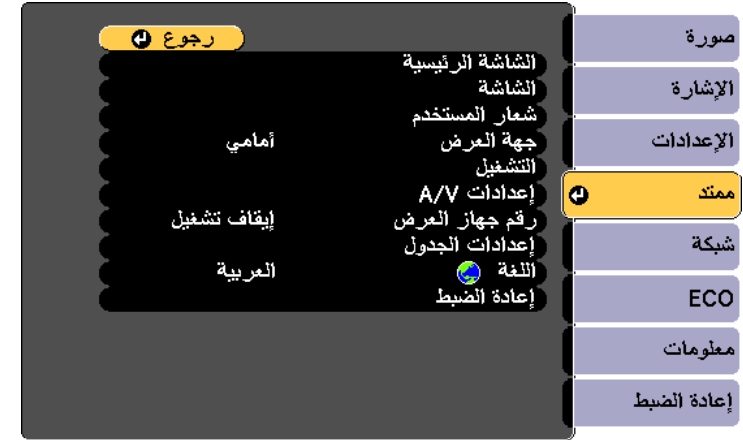 صورة
الإشارة
الإعدادات
ممتد
شبكة
ECO
معلومات
إعادة الضبط
رجوع
الشاشة الرئيسية
الشاشة
شعار المستخدم
جهة العرض أمامي
التشغيل
إعدادات A/V
رقم جهاز العرض إيقاف تشغيل
إعدادات الجدول
اللغة العربية
إعادة الضبط